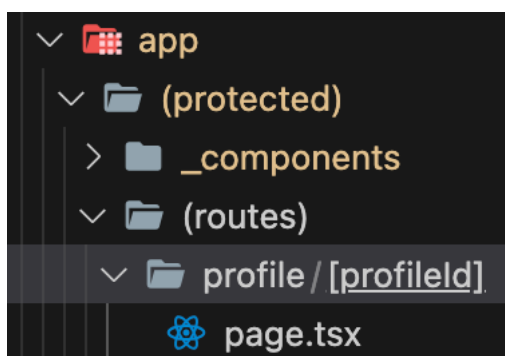 app
(protected)
_components
(routes)
profile/[profileId]
page.tsx